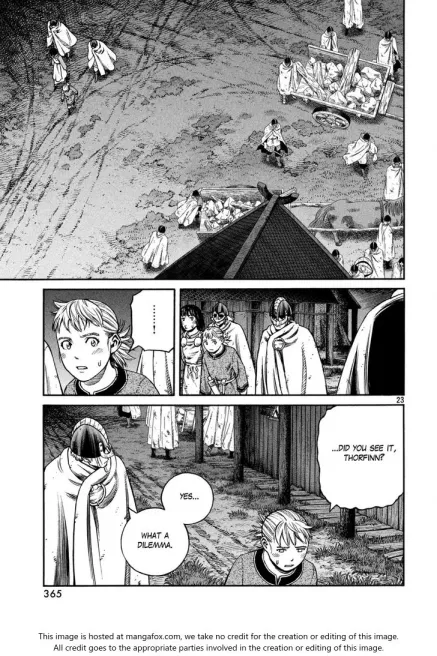 .......
23
...DID YOU SEE IT,
THORFINN?
YES...
WHAT A
DILEMMA.
365
This image is hosted at mangafox.com, we take no credit for the creation or editing of this image.
All credit goes to the appropriate parties involved in the creation or editing of this image.